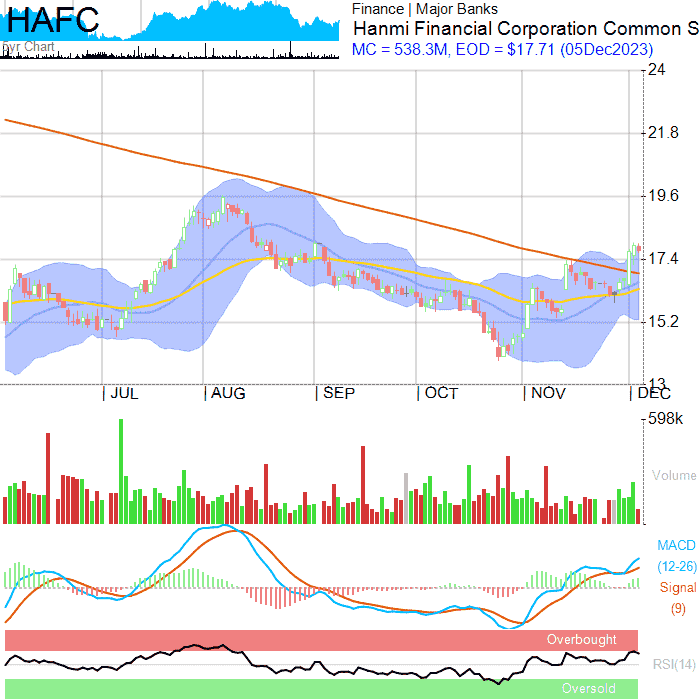 HAFC
5yr Chart
Finance | Major Banks
Hanmi Financial Corporation Common S
MC = 538.3M, EOD = $17.71 (05Dec2023)
24
21.8
19.6
17.4
15.2
13
JUL AUG SEP OCT NOV DEC
598k
Volume
MACD
(12-26)
Signal
(9)
Overbought
RSI(14)
Oversold